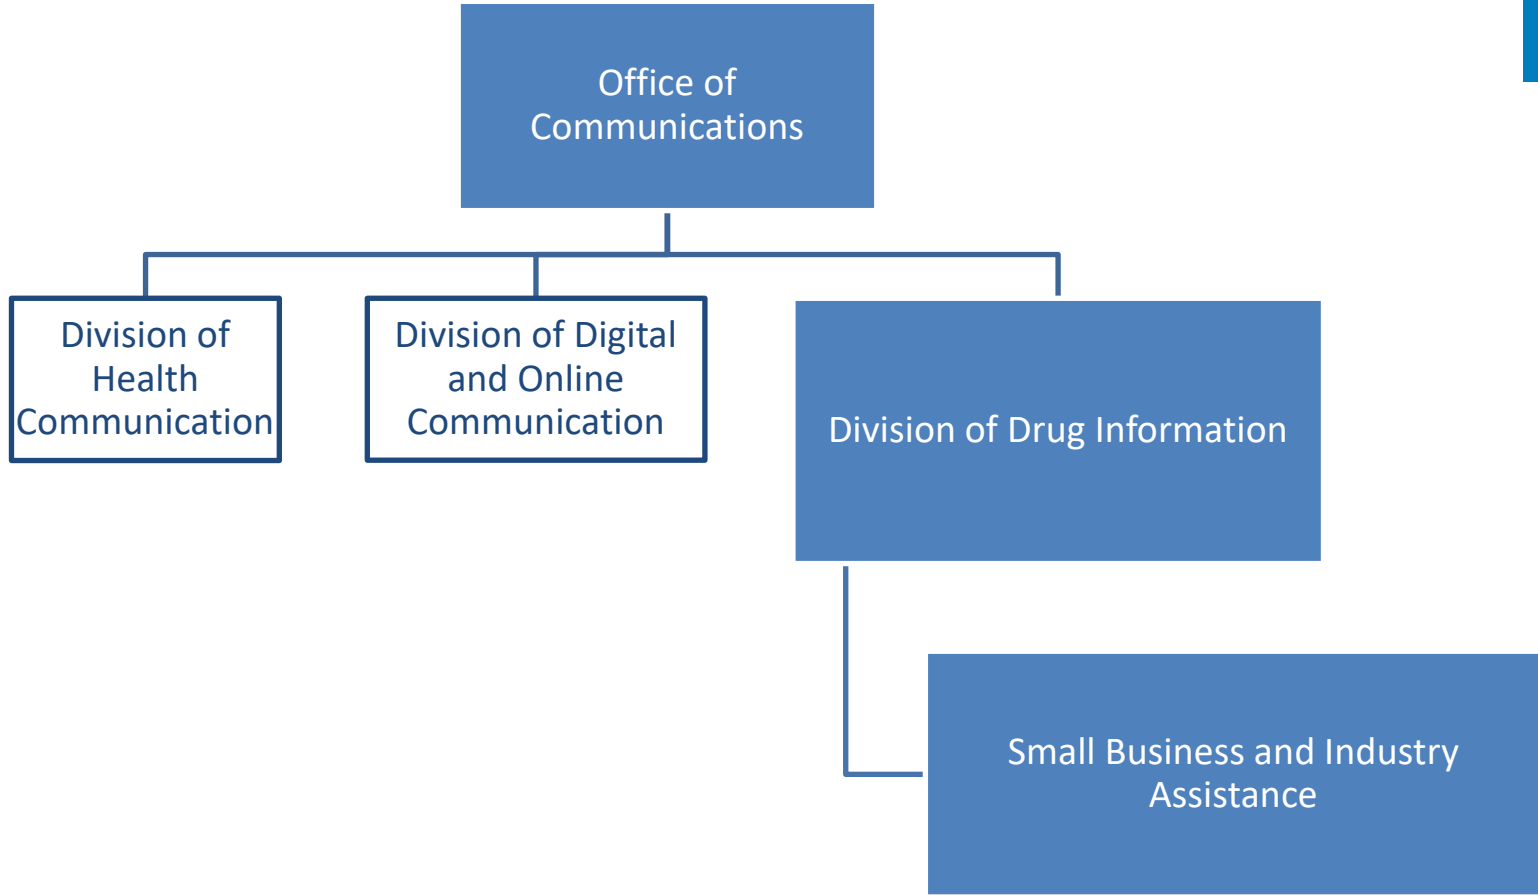 Office of
Communications
Division of
Health
Communication
Division of Digital
and Online
Communication
Division of Drug Information
Small Business and Industry
Assistance